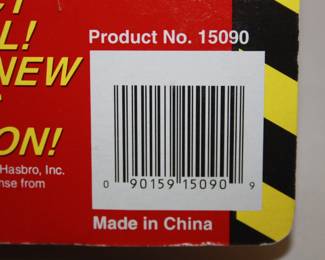 L!
NEW
ON!
Hasbro, Inc.
nse from
Product No. 15090
0 90159 15090 9
Made in China